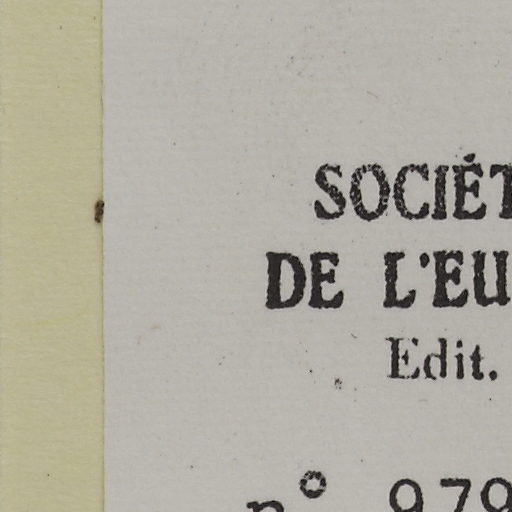 SOCIÉT
DE L'EU
Edit.
n° 979